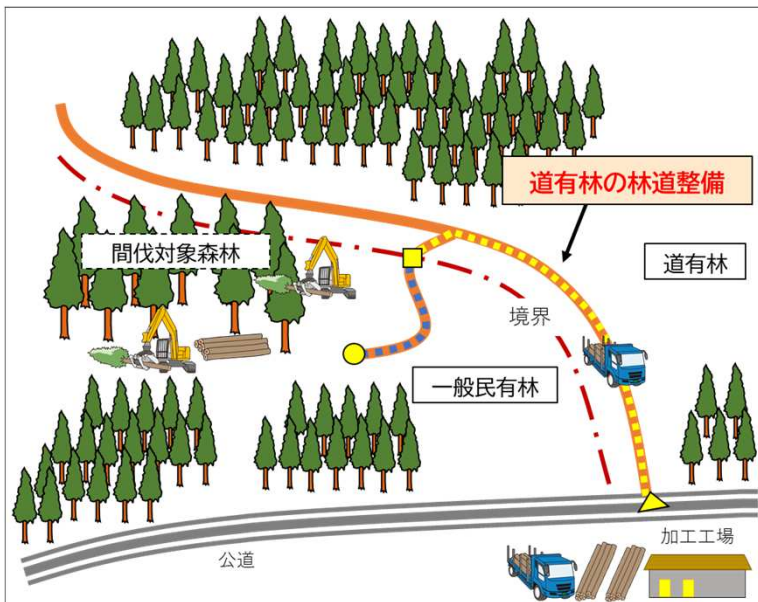 道有林の林道整備
間伐対象森林
道有林
境界
一般民有林
公道
加工工場